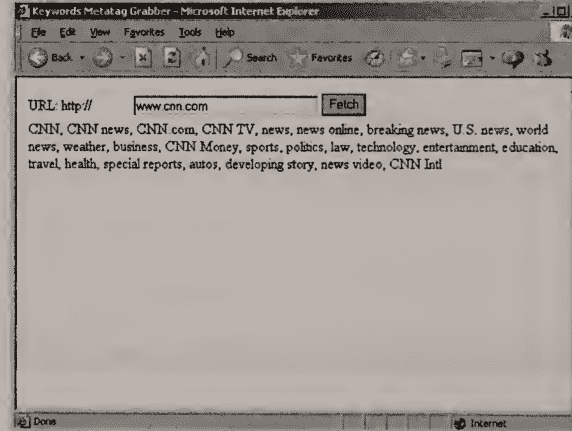 Keywords Metatag Grabber - Microsoft Internet Explorer
File Edit View Favorites Tools Help
Back Search Favorites
URL: http:// www.cnn.com Fetch
CNN, CNN news, CNN.com, CNN TV, news, news online, breaking news, U.S. news, world
news, weather, business, CNN Money, sports, politics, law, technology, entertainment, education,
travel, health, special reports, autos, developing story, news video, CNN Intl
Done Internet